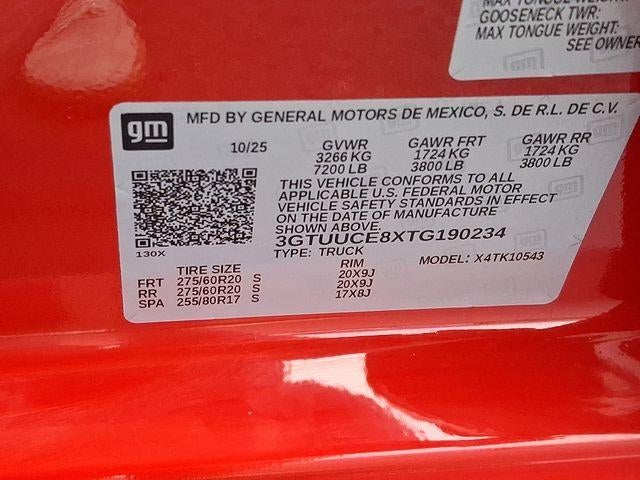 MAX TONGUE WEIGHT:
GOOSENECK TWR:
MAX TONGUE WEIGHT:
SEE OWNER
gm
MFD BY GENERAL MOTORS DE MEXICO, S. DE R.L. DE C.V.
10/25 GVWR GAWR FRT GAWR RR
3266 KG 1724 KG 1724 KG
7200 LB 3800 LB 3800 LB
THIS VEHICLE CONFORMS TO ALL
APPLICABLE U.S. FEDERAL MOTOR
VEHICLE SAFETY STANDARDS IN EFFECT
ON THE DATE OF MANUFACTURE
SHOWN ABOVE.
3GTUUCE8XTG190234
130X TYPE: TRUCK MODEL: X4TK10543
TIRE SIZE RIM
FRT 275/60R20 S 20X9J
RR 275/60R20 S 20X9J
SPA 255/80R17 S 17X8J